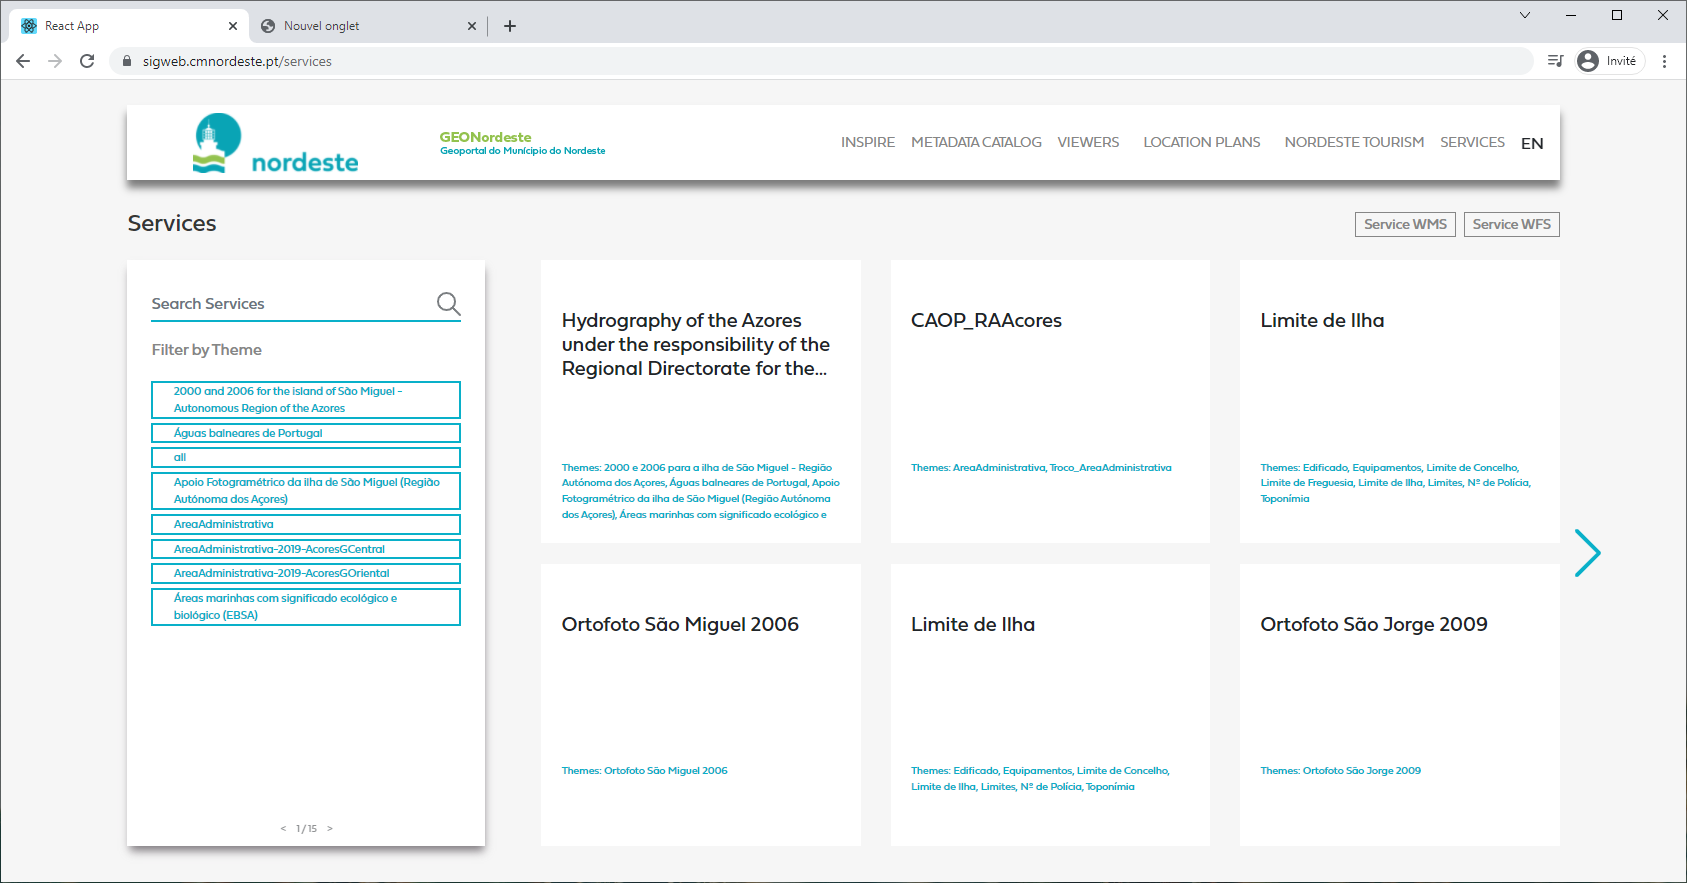 React App
Nouvel onglet
sigweb.cmnordeste.pt/services
Invité
nordeste
GEONordeste
Geoportal do Munícipio do Nordeste
INSPIRE METADATA CATALOG VIEWERS LOCATION PLANS NORDESTE TOURISM SERVICES EN
Services
Service WMS
Service WFS
Search Services
Filter by Theme
2000 and 2006 for the island of São Miguel -
Autonomous Region of the Azores
Águas balneares de Portugal
all
Apoio Fotogramétrico da ilha de São Miguel (Região
Autónoma dos Açores)
AreaAdministrativa
AreaAdministrativa-2019-AcoresGCentral
AreaAdministrativa-2019-AcoresGOriental
Áreas marinhas com significado ecológico e
biológico (EBSA)
< 1/15 >
Hydrography of the Azores
under the responsibility of the
Regional Directorate for the...
Themes: 2000 e 2006 para a ilha de São Miguel - Região
Autónoma dos Açores, Águas balneares de Portugal, Apoio
Fotogramétrico da ilha de São Miguel (Região Autónoma
dos Açores), Áreas marinhas com significado ecológico e
CAOP_RAAcores
Themes: AreaAdministrativa, Troco_AreaAdministrativa
Limite de Ilha
Themes: Edificado, Equipamentos, Limite de Concelho,
Limite de Freguesia, Limite de Ilha, Limites, Nº de Polícia,
Toponímia
Ortofoto São Miguel 2006
Themes: Ortofoto São Miguel 2006
Limite de Ilha
Themes: Edificado, Equipamentos, Limite de Concelho,
Limite de Ilha, Limites, Nº de Polícia, Toponímia
Ortofoto São Jorge 2009
Themes: Ortofoto São Jorge 2009